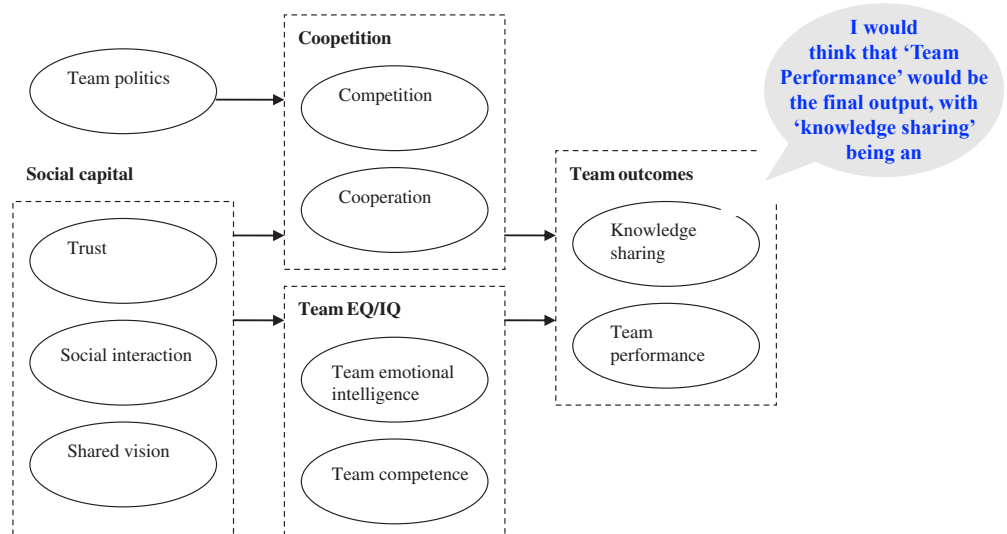 Coopetition
Team politics
Competition
Cooperation
Social capital
Trust
Social interaction
Shared vision
Team EQ/IQ
Team emotional
intelligence
Team competence
Team outcomes
Knowledge
sharing
Team
performance
I would
think that ‘Team
Performance’ would be
the final output, with
‘knowledge sharing’
being an